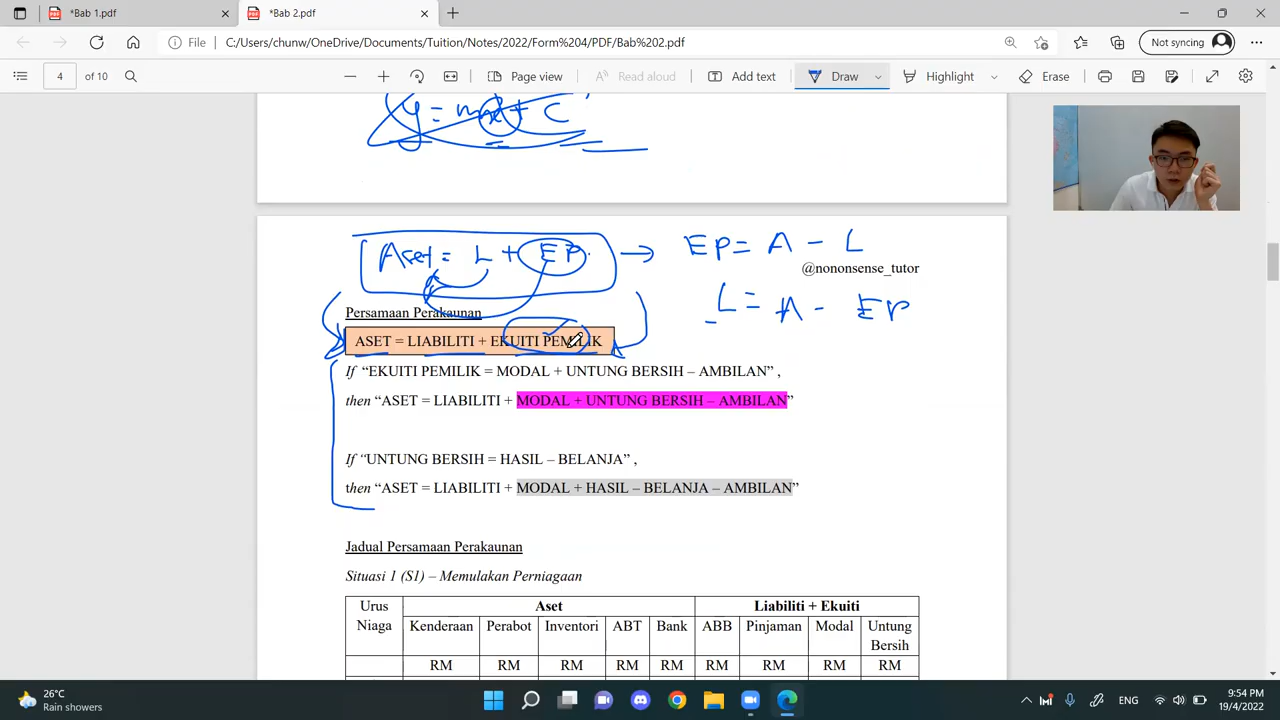 *Bab 1.pdf
*Bab 2.pdf
File
C:/Users/chunw/OneDrive/Documents/Tuition/Notes/2022/Form%204/PDF/Bab%202.pdf
Not syncing
4 of 10
Page view
Read aloud
Add text
Draw
Highlight
Erase
y = mx + C
Aset = L + EP
EP = A - L
@nononsense_tutor
L = A - EP
Persamaan Perakaunan
ASET = LIABILITI + EKUITI PEMILIK
If “EKUITI PEMILIK = MODAL + UNTUNG BERSIH – AMBILAN” ,
then “ASET = LIABILITI + MODAL + UNTUNG BERSIH – AMBILAN”
If “UNTUNG BERSIH = HASIL – BELANJA” ,
then “ASET = LIABILITI + MODAL + HASIL – BELANJA – AMBILAN”
Jadual Persamaan Perakaunan
Situasi 1 (S1) – Memulakan Perniagaan
Urus Niaga
Aset
Liabiliti + Ekuiti
Kenderaan Perabot Inventori ABT Bank ABB Pinjaman Modal Untung Bersih
RM RM RM RM RM RM RM RM RM
26°C
Rain showers
ENG
9:54 PM
19/4/2022